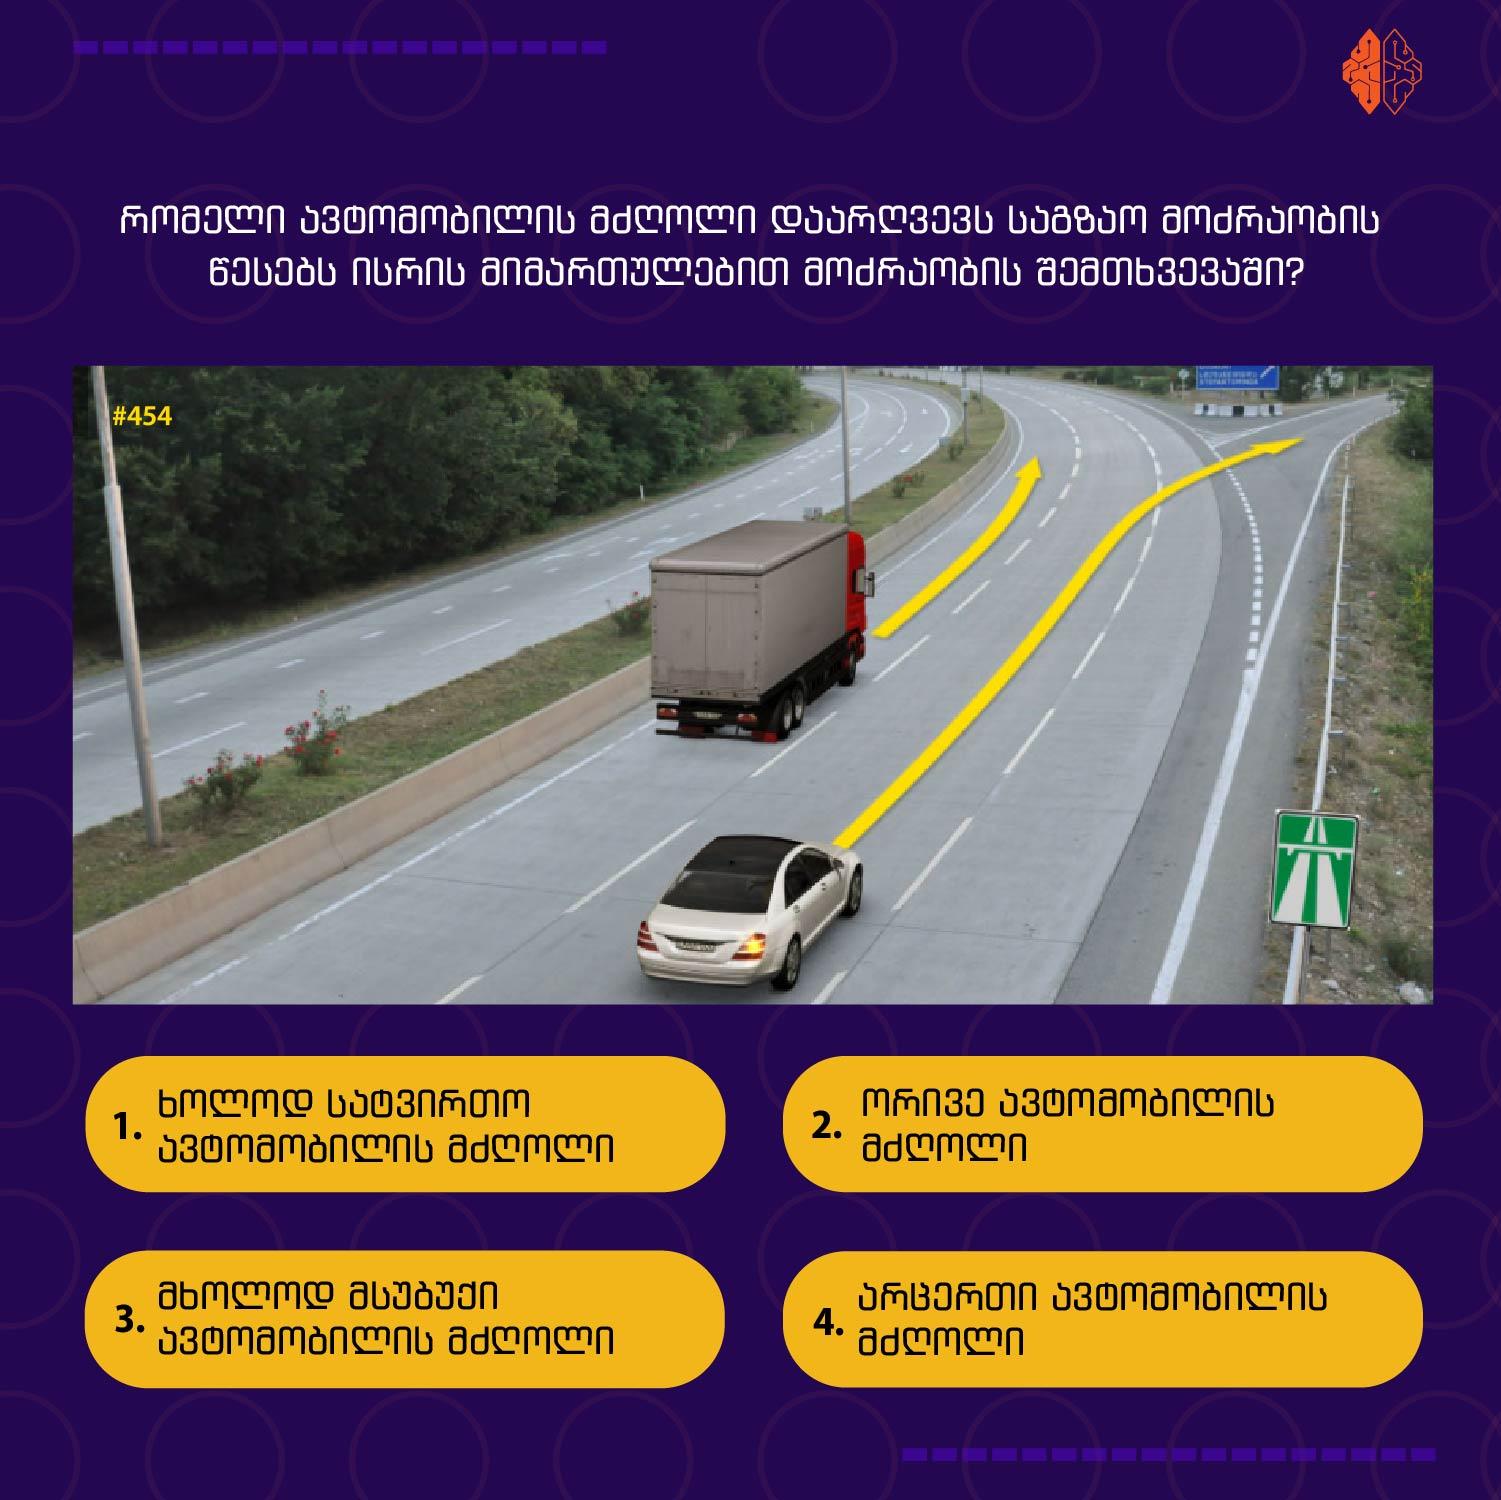 რომელი ავტომობილის მძღოლი დაარღვევს საგზაო მოძრაობის
წესებს ისრის მიმართულებით მოძრაობის შემთხვევაში?
#454
1. ხოლოდ სატვირთო
ავტომობილის მძღოლი
2. ორივე ავტომობილის
მძღოლი
3. მხოლოდ მსუბუქი
ავტომობილის მძღოლი
4. არცერთი ავტომობილის
მძღოლი